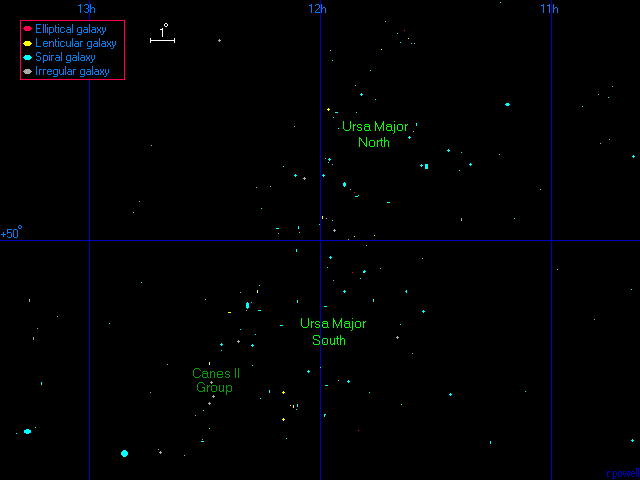 13h 12h 11h
Elliptical galaxy
Lenticular galaxy
Spiral galaxy
Irregular galaxy
1°
Ursa Major
North
+50°
Ursa Major
South
Canes II
Group
rpowell